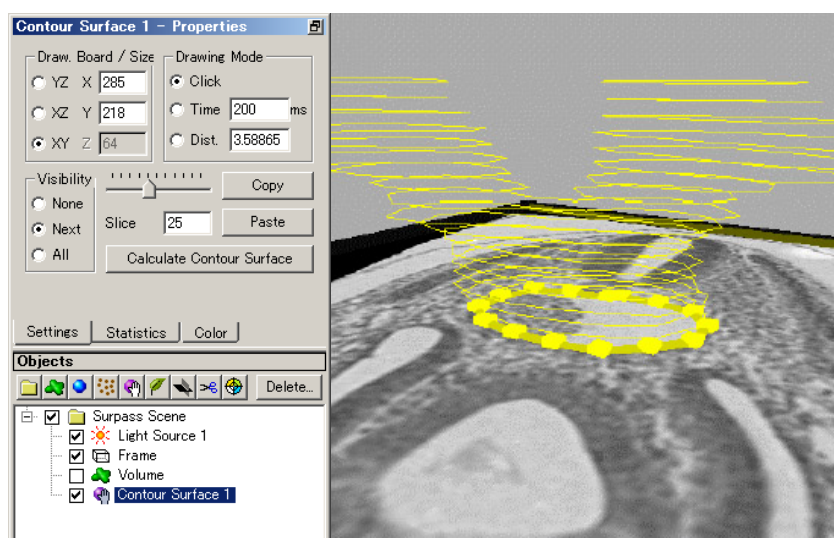 Contour Surface 1 - Properties
Draw. Board / Size
Drawing Mode
YZ X 285
Click
XZ Y 218
Time 200 ms
XY Z 64
Dist. 3.58865
Visibility
Copy
None
Next
Slice 25
Paste
All
Calculate Contour Surface
Settings Statistics Color
Objects
Delete...
Surpass Scene
Light Source 1
Frame
Volume
Contour Surface 1